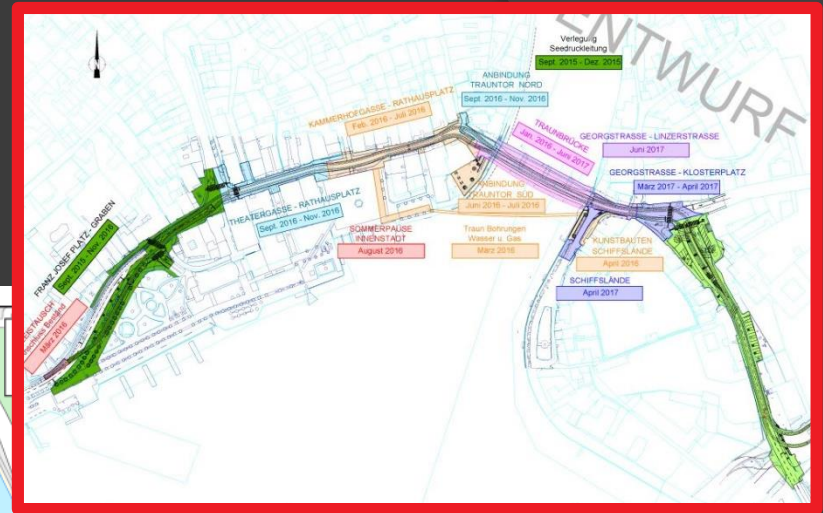 ENTWURF
Verlegung
Seedruckleitung
Sept. 2015 - Dez. 2015
ANBINDUNG
TRAUNTOR NORD
Sept. 2016 - Nov. 2016
KAMMERHOFGASSE - RATHAUSPLATZ
Feb. 2016 - Juli 2016
TRAUNBRÜCKE
Jan. 2016 - Juni 2017
GEORGSTRASSE - LINZERSTRASSE
Juni 2017
GEORGSTRASSE - KLOSTERPLATZ
März 2017 - April 2017
ANBINDUNG
TRAUNTOR SÜD
Juni 2016 - Juli 2016
THEATERGASSE - RATHAUSPLATZ
Sept. 2016 - Nov. 2016
FRANZ JOSEF PLATZ - GRABEN
Sept. 2015 - Nov. 2016
SOMMERPAUSE
INNENSTADT
August 2016
Traun Bohrungen
Wasser u. Gas
März 2016
KUNSTBAUTEN
SCHIFFSLÄNDE
April 2016
SCHIFFSLÄNDE
April 2017
März 2016